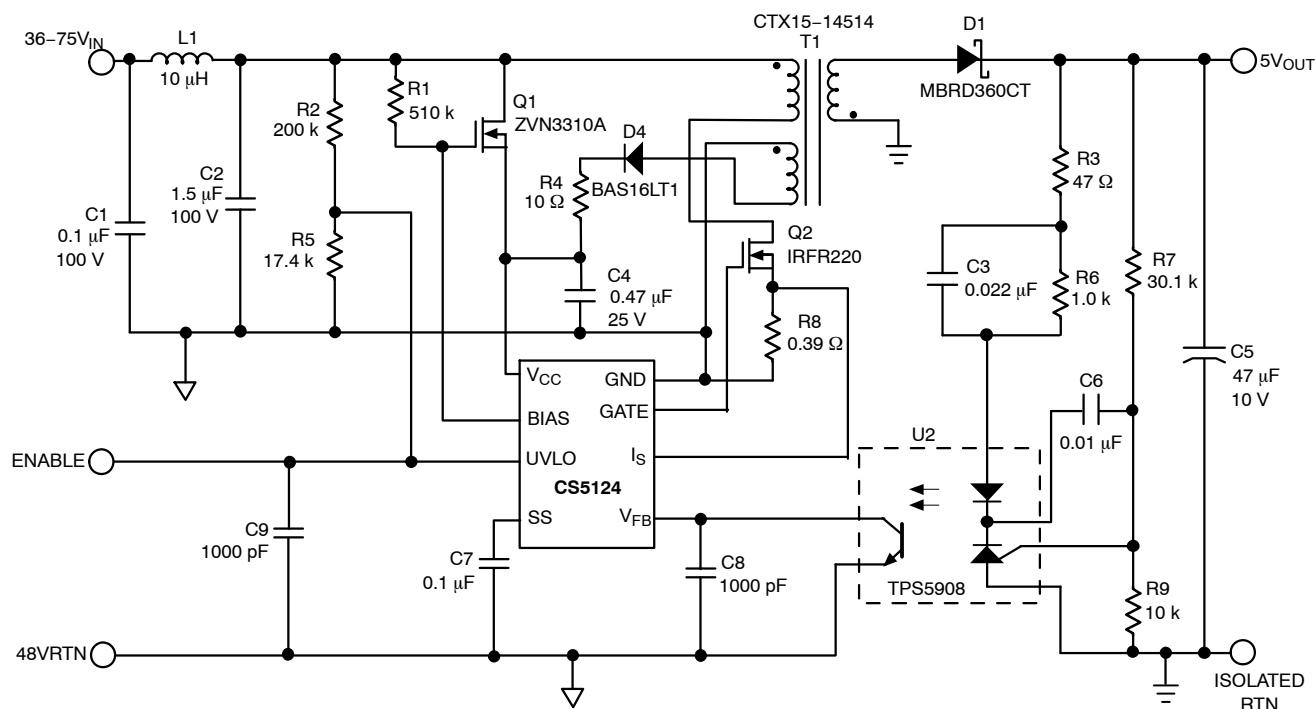 CTX15−14514
T1
D1
36−75VIN
L1
10 μH
5VOUT
MBRD360CT
R1
510 k
Q1
ZVN3310A
R2
200 k
D4
BAS16LT1
R3
47 Ω
C2
1.5 μF
100 V
R4
10 Ω
C1
0.1 μF
100 V
R5
17.4 k
Q2
IRFR220
R7
30.1 k
C4
0.47 μF
25 V
C3
0.022 μF
R6
1.0 k
R8
0.39 Ω
C5
47 μF
10 V
VCC
GND
C6
0.01 μF
BIAS
GATE
U2
ENABLE
UVLO
IS
CS5124
SS
VFB
C9
1000 pF
C7
0.1 μF
C8
1000 pF
TPS5908
R9
10 k
48VRTN
ISOLATED
RTN